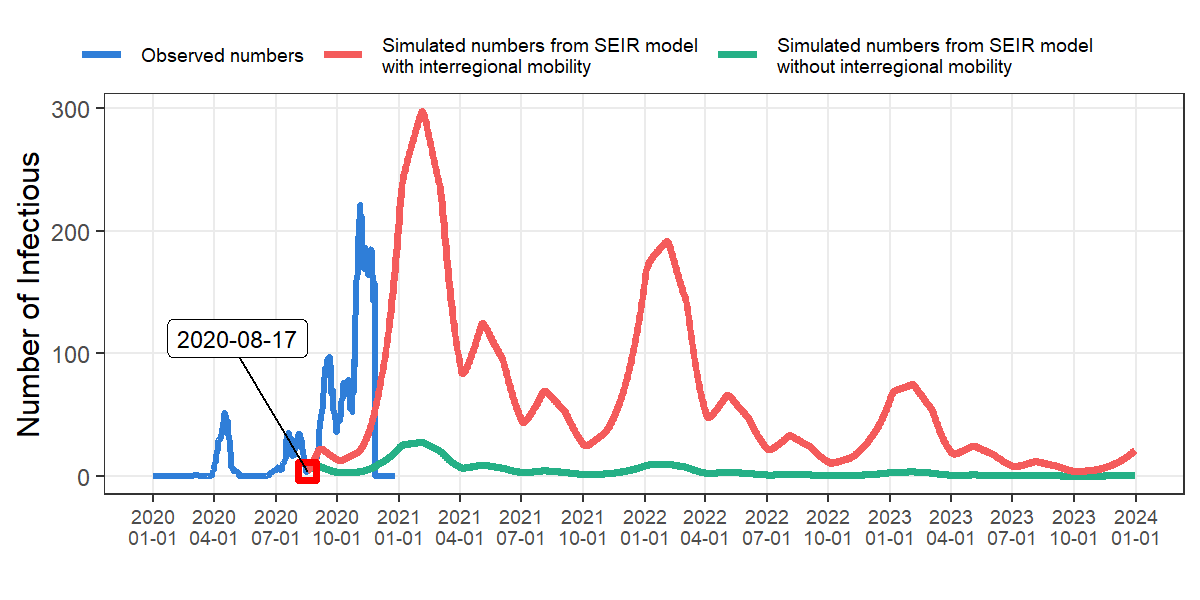 Observed numbers
Simulated numbers from SEIR model
with interregional mobility
Simulated numbers from SEIR model
without interregional mobility
Number of Infectious
300
200
100
0
2020-08-17
2020 2020 2020 2020 2021 2021 2021 2021 2022 2022 2022 2022 2023 2023 2023 2023 2024
01-01 04-01 07-01 10-01 01-01 04-01 07-01 10-01 01-01 04-01 07-01 10-01 01-01 04-01 07-01 10-01 01-01